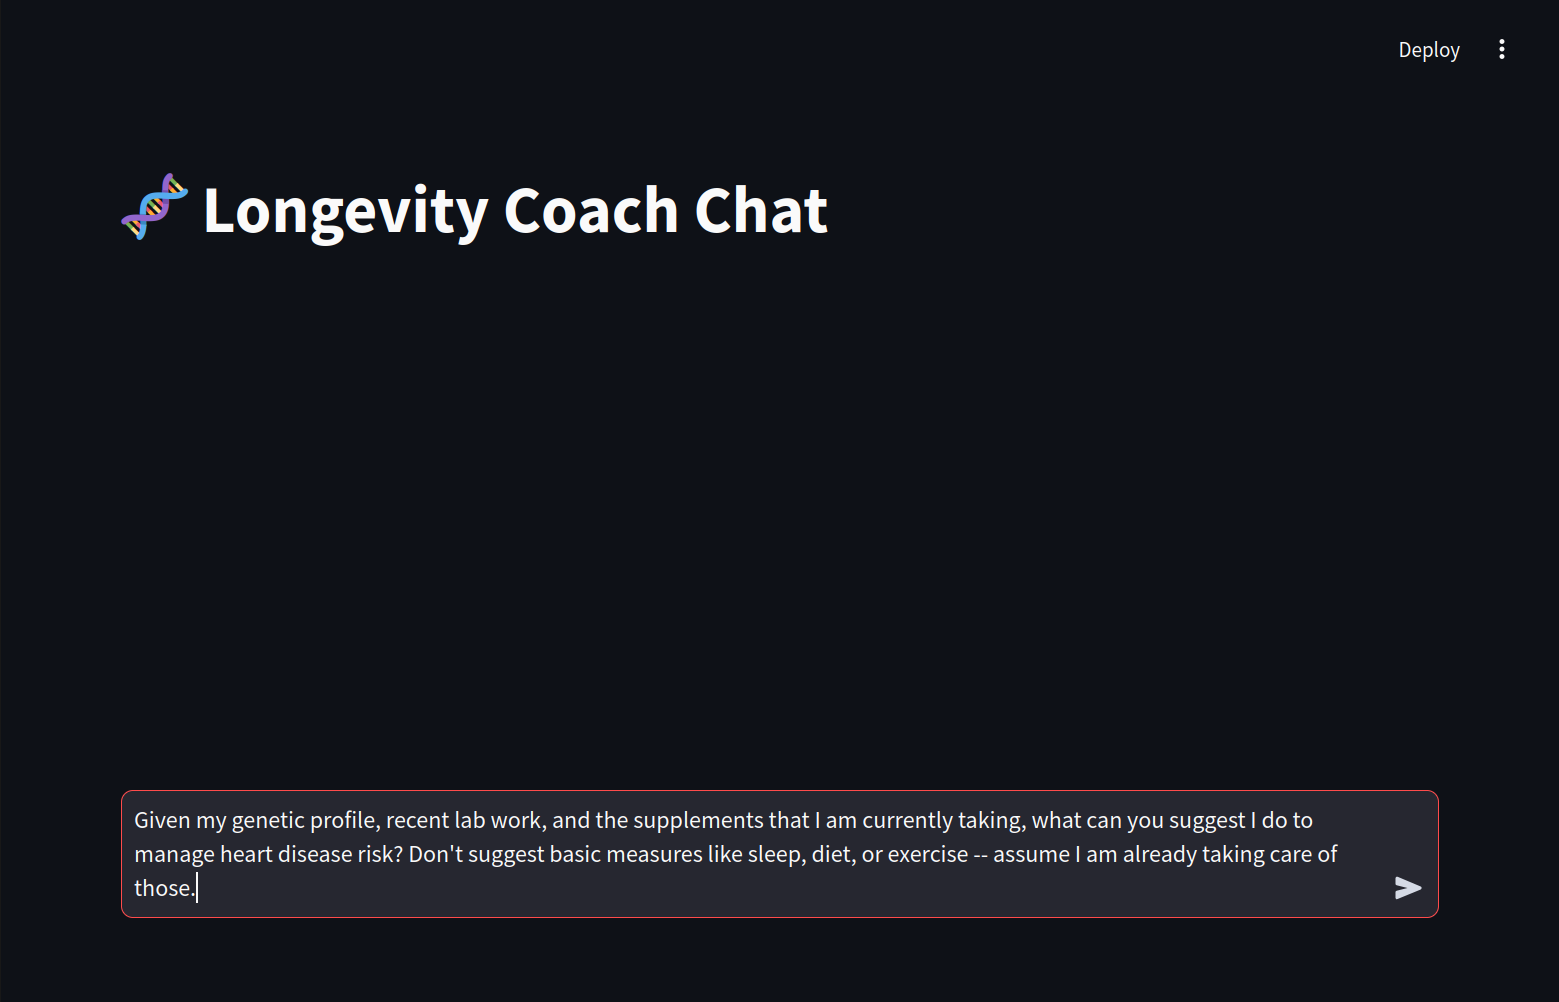 Deploy
Longevity Coach Chat
Given my genetic profile, recent lab work, and the supplements that I am currently taking, what can you suggest I do to
manage heart disease risk? Don't suggest basic measures like sleep, diet, or exercise -- assume I am already taking care of
those.